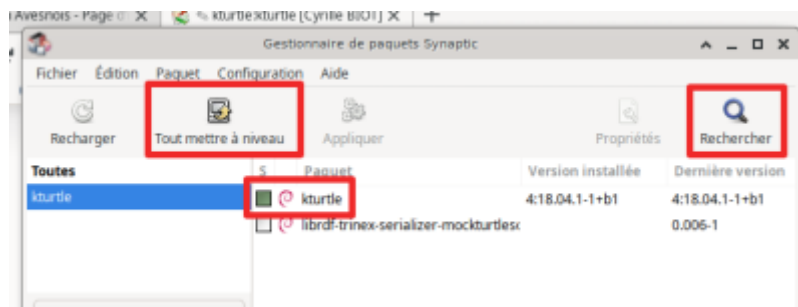 Avesnois - Page d
kturtle:kturtle [Cyrille BIOT]
Gestionnaire de paquets Synaptic
Fichier Édition Paquet Configuration Aide
Recharger Tout mettre à niveau Appliquer Propriétés Rechercher
Toutes S Paquet Version installée Dernière version
kturtle
kturtle 4:18.04.1-1+b1 4:18.04.1-1+b1
librdf-trinex-serializer-mockturtleso 0.006-1